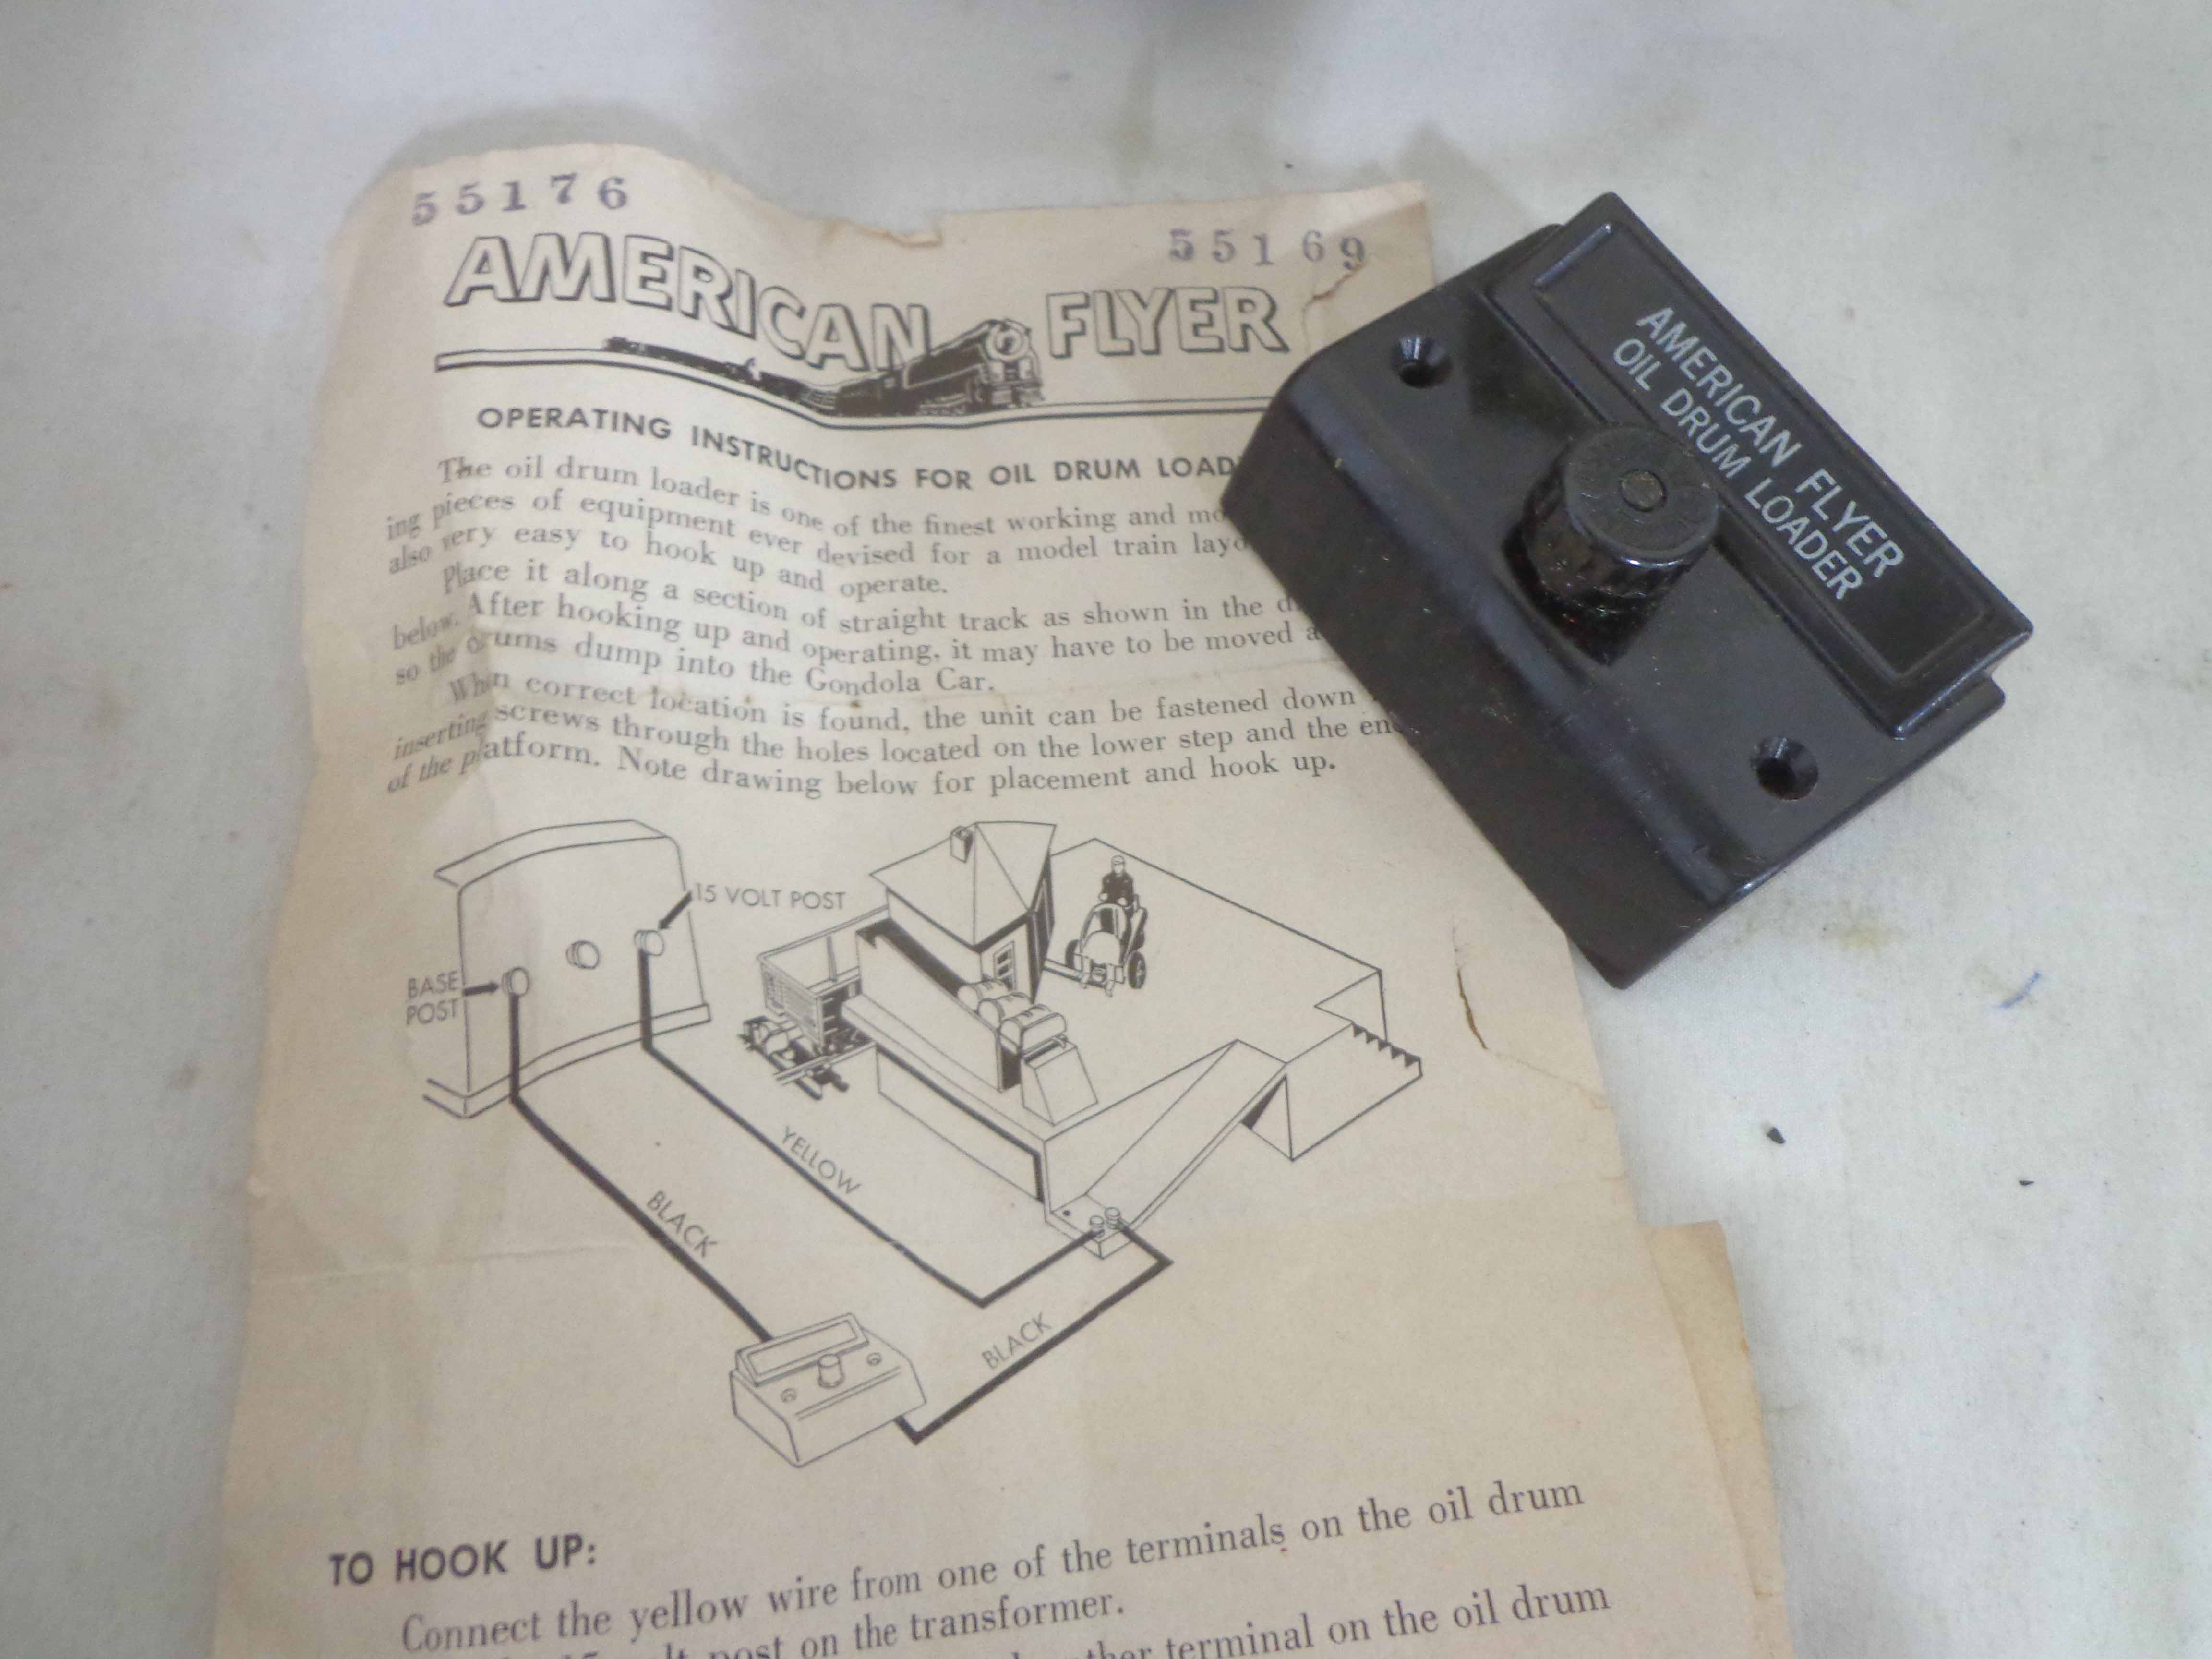 55176
55169
AMERICAN FLYER
OPERATING INSTRUCTIONS FOR OIL DRUM
The oil drum loader is one of the finest working and
ing pieces of equipment ever devised for a model train
also very easy to hook up and operate.
Place it along a section of straight track as shown in the
below. After hooking up and operating, it may have to be moved
so the drums dump into the Gondola Car.
When correct location is found, the unit can be fastened down
inserting screws through the holes located on the lower step and the
of the platform. Note drawing below for placement and hook up.
15 VOLT POST
BASE
POST
YELLOW
BLACK
BLACK
TO HOOK UP:
Connect the yellow wire from one of the terminals on the oil drum
15 volt post on the transformer.
terminal on the oil drum
AMERICAN FLYER
OIL DRUM LOADER